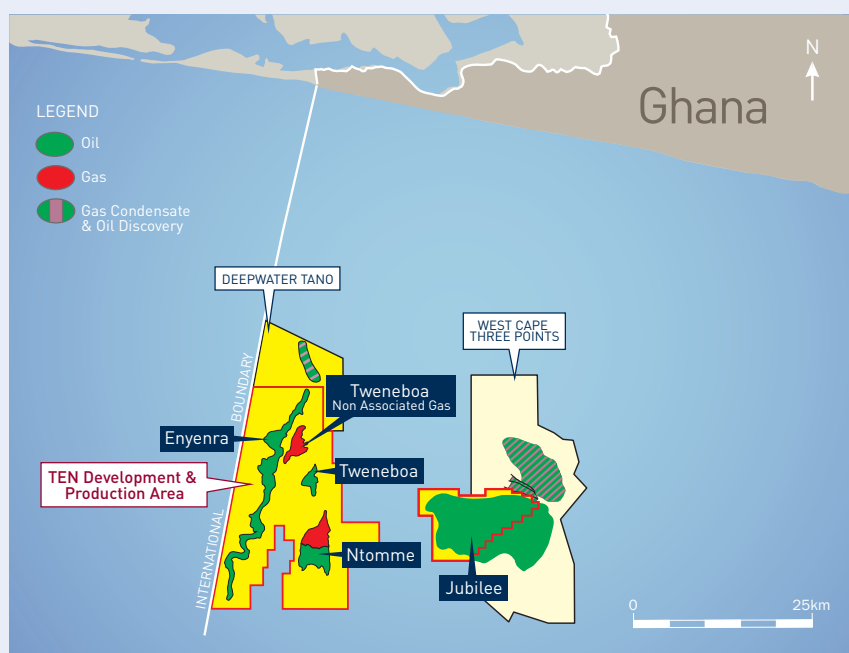 N
Ghana
LEGEND
Oil
Gas
Gas Condensate
& Oil Discovery
DEEPWATER TANO
WEST CAPE
THREE POINTS
INTERNATIONAL BOUNDARY
Tweneboa
Non Associated Gas
Enyenra
Tweneboa
TEN Development &
Production Area
Ntomme
Jubilee
0 25km